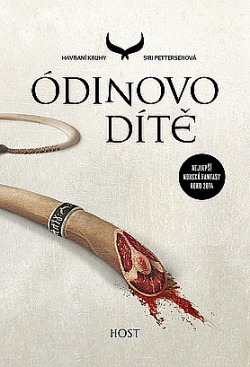 HAVRANÍ KRUHY SIRI PETTERSENOVÁ
ÓDINOVO
DÍTĚ
NEJLEPŠÍ
NORSKÁ FANTASY
ROKU 2014
HOST